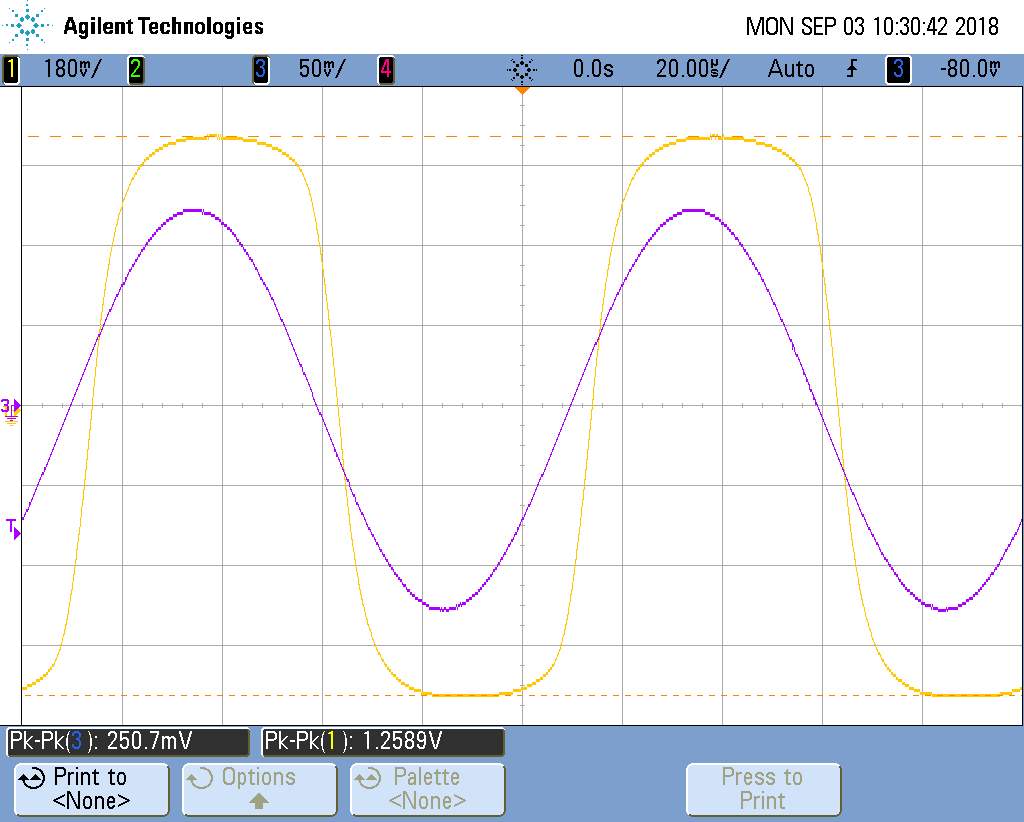 Agilent Technologies MON SEP 03 10:30:42 2018
1 180mV/ 2 3 50mV/ 4 0.0s 20.00us/ Auto 3 -80.0mV
3
T
Pk-Pk(3): 250.7mV Pk-Pk(1): 1.2589V
Print to Options Palette Press to
<None> <None> Print